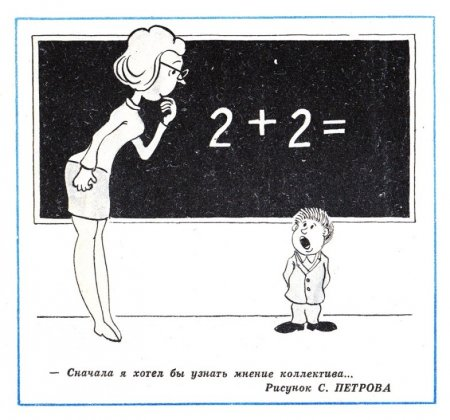 2 + 2 =
— Сначала я хотел бы узнать мнение коллектива...
Рисунок С. ПЕТРОВА